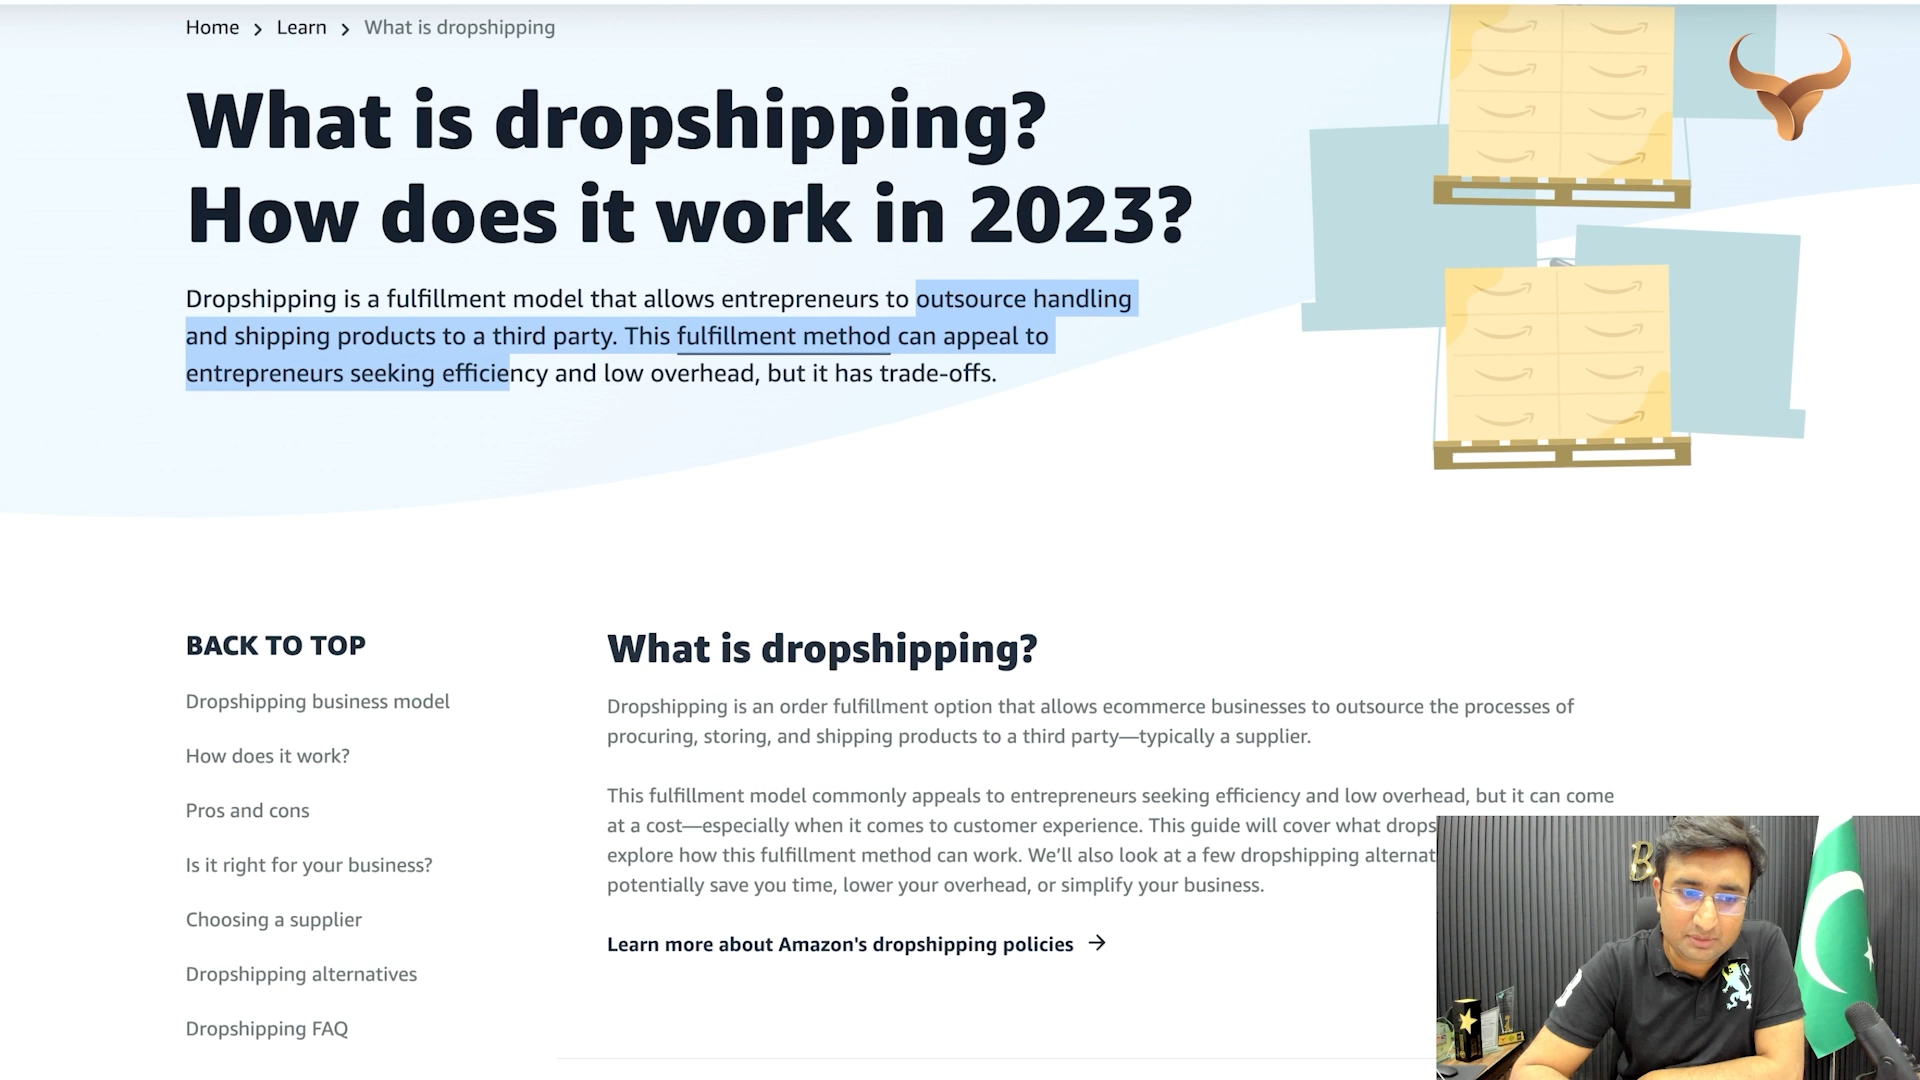 Home > Learn > What is dropshipping
What is dropshipping?
How does it work in 2023?
Dropshipping is a fulfillment model that allows entrepreneurs to outsource handling
and shipping products to a third party. This fulfillment method can appeal to
entrepreneurs seeking efficiency and low overhead, but it has trade-offs.
BACK TO TOP
Dropshipping business model
How does it work?
Pros and cons
Is it right for your business?
Choosing a supplier
Dropshipping alternatives
Dropshipping FAQ
What is dropshipping?
Dropshipping is an order fulfillment option that allows ecommerce businesses to outsource the processes of
procuring, storing, and shipping products to a third party—typically a supplier.
This fulfillment model commonly appeals to entrepreneurs seeking efficiency and low overhead, but it can come
at a cost—especially when it comes to customer experience. This guide will cover what drops
explore how this fulfillment method can work. We’ll also look at a few dropshipping alternat
potentially save you time, lower your overhead, or simplify your business.
Learn more about Amazon's dropshipping policies →
B